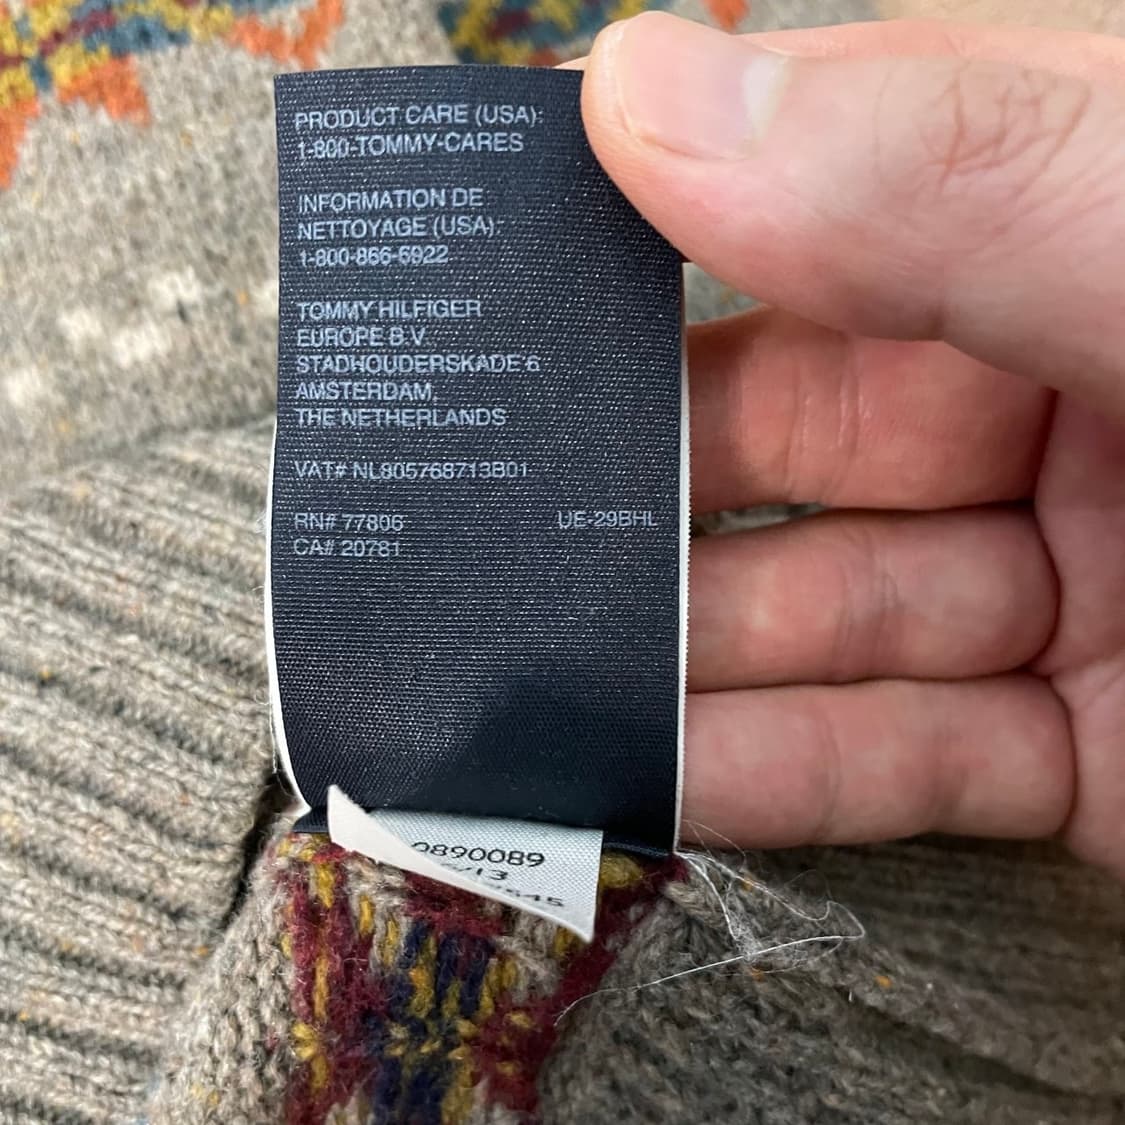 PRODUCT CARE (USA):
1-800-TOMMY-CARES
INFORMATION DE
NETTOYAGE (USA):
1-800-866-6922
TOMMY HILFIGER
EUROPE B.V
STADHOUDERSKADE 6
AMSTERDAM,
THE NETHERLANDS
VAT# NL805768713B01
RN# 77806 UE-29BHL
CA# 20781
0890089